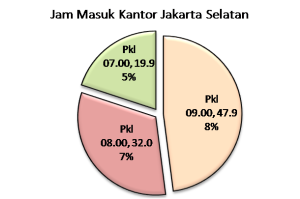 Jam Masuk Kantor Jakarta Selatan
Pkl
07.00, 19.9
5%
Pkl
09.00, 47.9
8%
Pkl
08.00, 32.0
7%